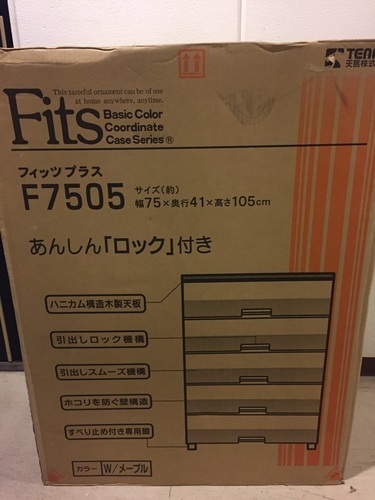 TEN
天馬株式
This tasteful ornament can be of use
at home anywhere, anytime.
Fits Basic Color
Coordinate
Case Series®
フィッツ プラス
F7505 サイズ(約)
幅75×奥行41×高さ105cm
あんしん「ロック」付き
ハニカム構造木製天板
引出しロック機構
引出しスムーズ機構
ホコリを防ぐ壁構造
すべり止め付き専用脚
カラー W/メープル